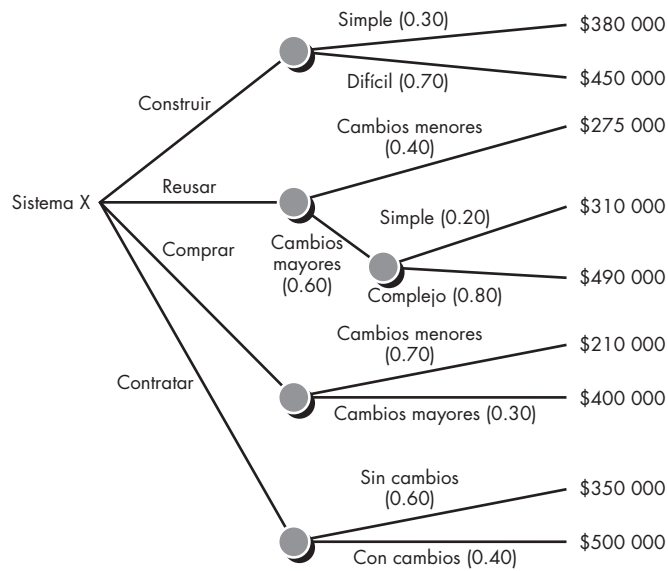 Simple (0.30)
$380 000
Difícil (0.70)
$450 000
Construir
Cambios menores
(0.40)
$275 000
Reusar
Sistema X
Simple (0.20)
$310 000
Cambios
mayores
(0.60)
Complejo (0.80)
$490 000
Comprar
Cambios menores
(0.70)
$210 000
Cambios mayores (0.30)
$400 000
Contratar
Sin cambios
(0.60)
$350 000
Con cambios (0.40)
$500 000